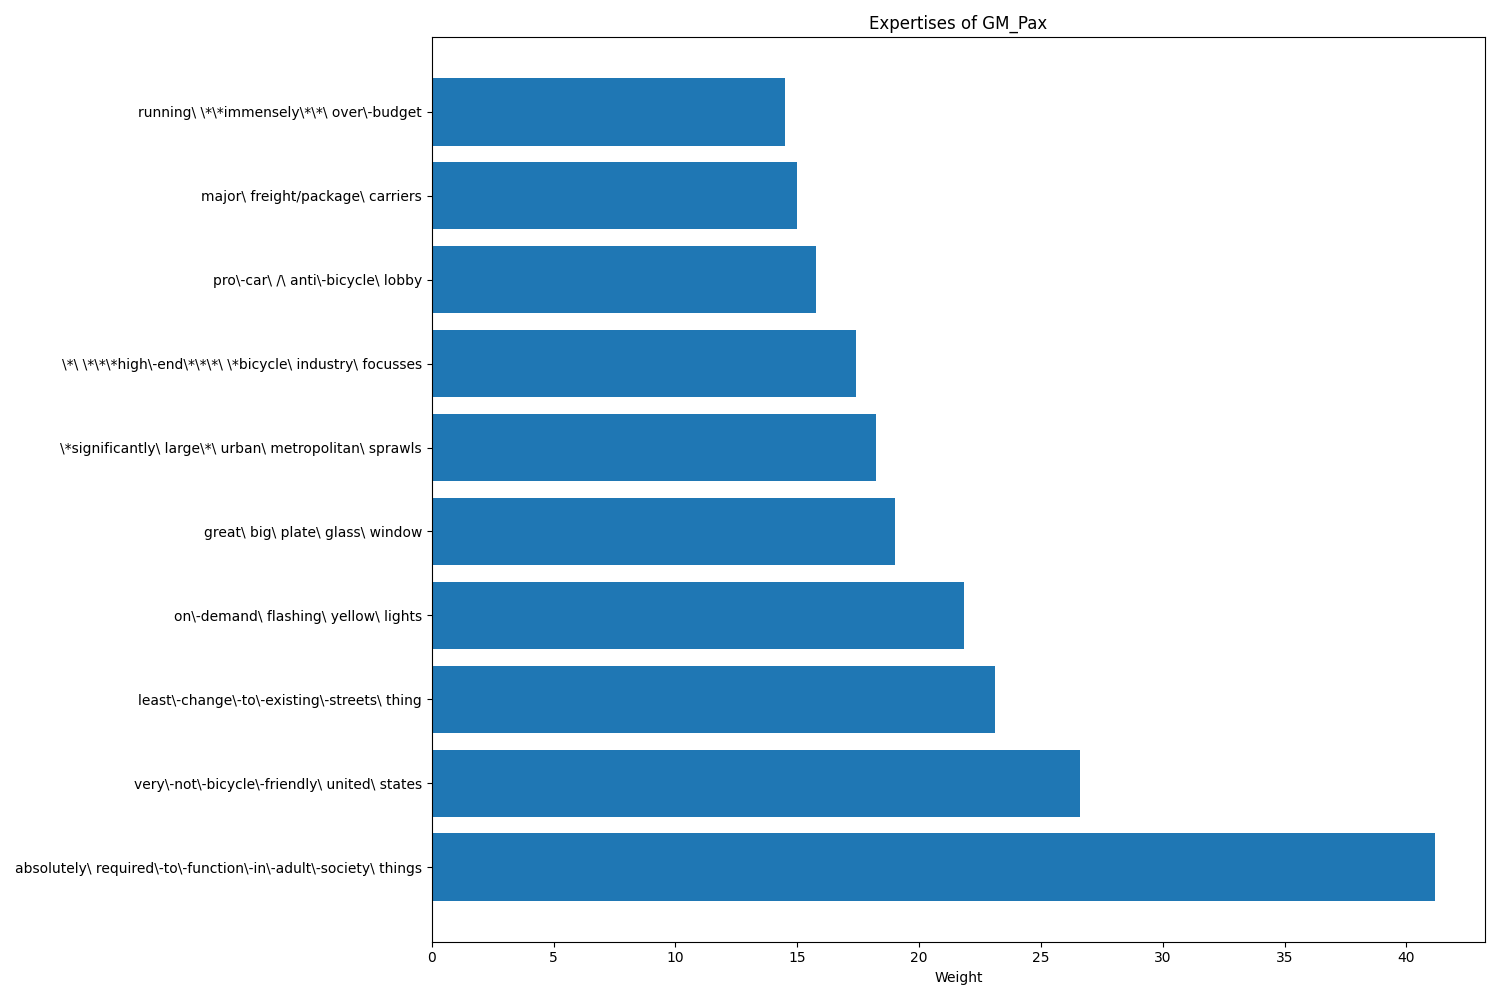 Expertises of GM_Pax
running\ \*\*immensely\*\*\ over\-budget
major\ freight/package\ carriers
pro\-car\ /\ anti\-bicycle\ lobby
\*\ \*\*\*high\-end\*\*\*\ \*bicycle\ industry\ focusses
\*significantly\ large\*\ urban\ metropolitan\ sprawls
great\ big\ plate\ glass\ window
on\-demand\ flashing\ yellow\ lights
least\-change\-to\-existing\-streets\ thing
very\-not\-bicycle\-friendly\ united\ states
absolutely\ required\-to\-function\-in\-adult\-society\ things
0 5 10 15 20 25 30 35 40
Weight